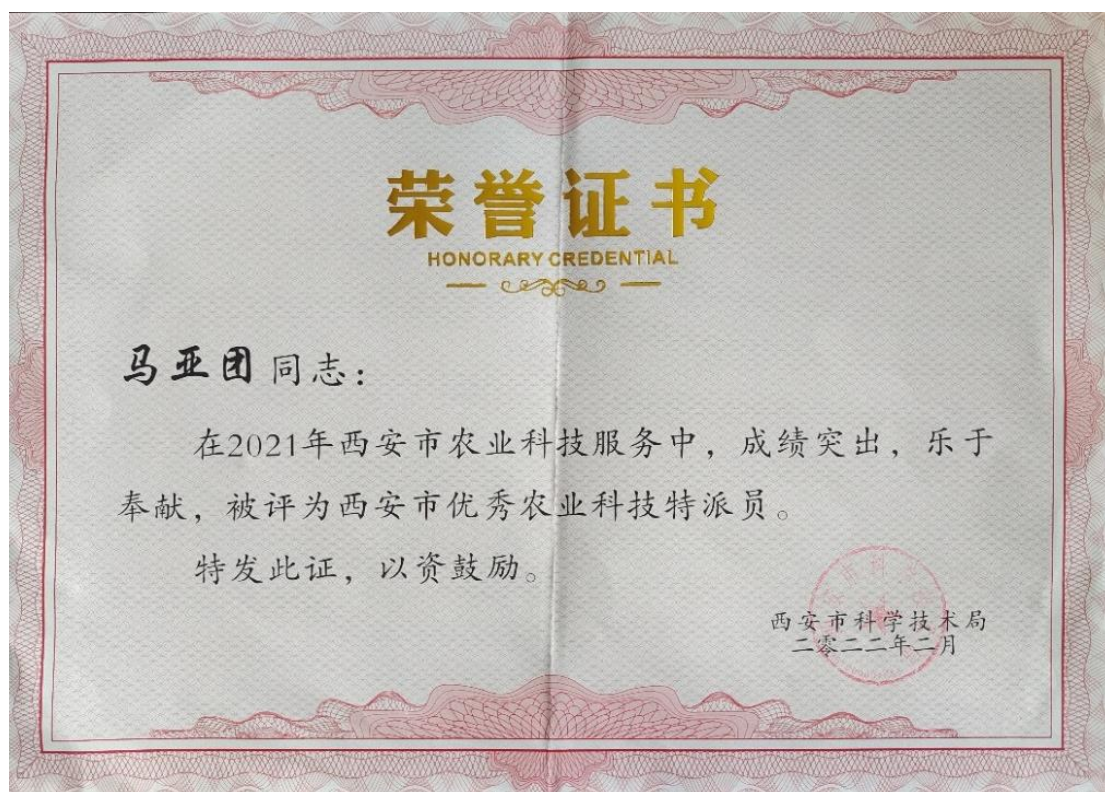 荣誉证书
HONORARY CREDENTIAL
马亚团同志：
在2021年西安市农业科技服务中，成绩突出，乐于
奉献，被评为西安市优秀农业科技特派员。
特发此证，以资鼓励。
西安市科学技术局
二零二二年二月